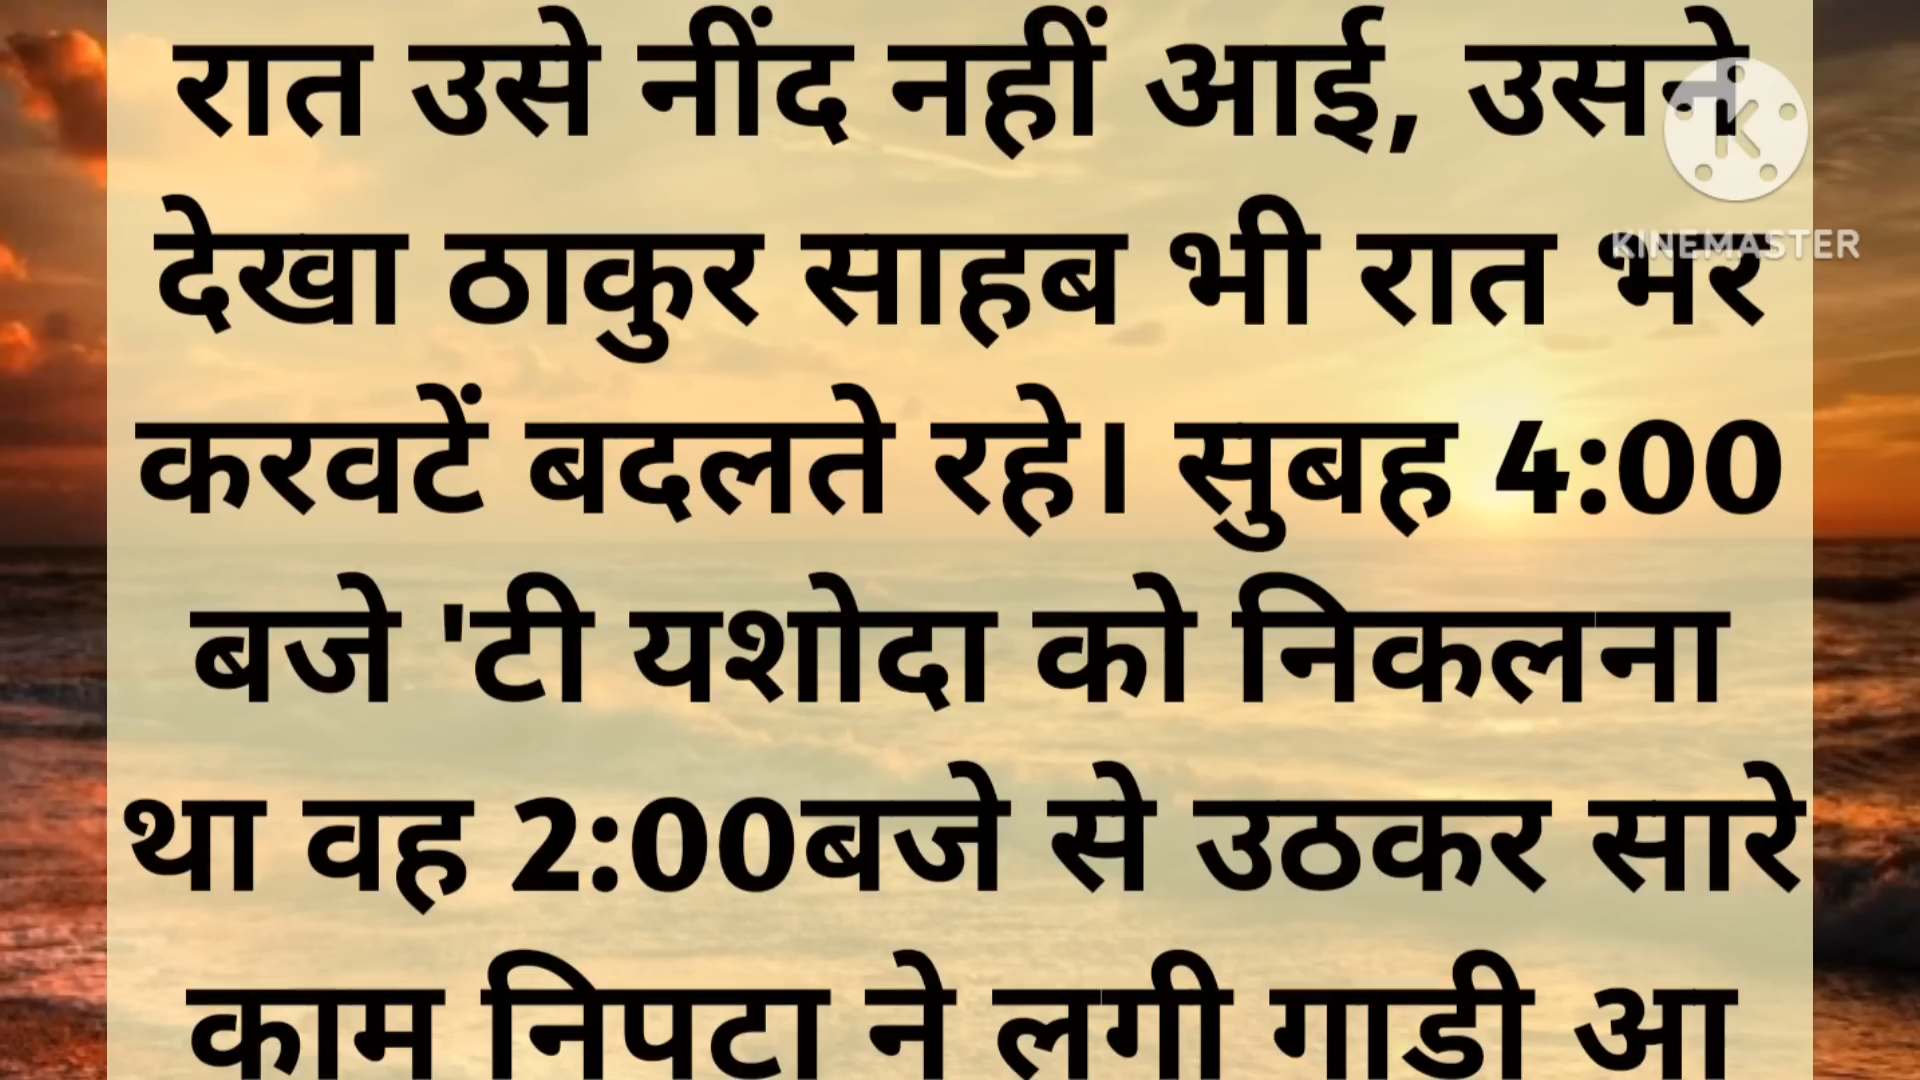 रात उसे नींद नहीं आई, उसने
देखा ठाकुर साहब भी रात भर
करवटें बदलते रहे। सुबह 4:00
बजे 'टी यशोदा को निकलना
था वह 2:00बजे से उठकर सारे
काम निपटा ने लगी गाडी आ
K
KINEMASTER